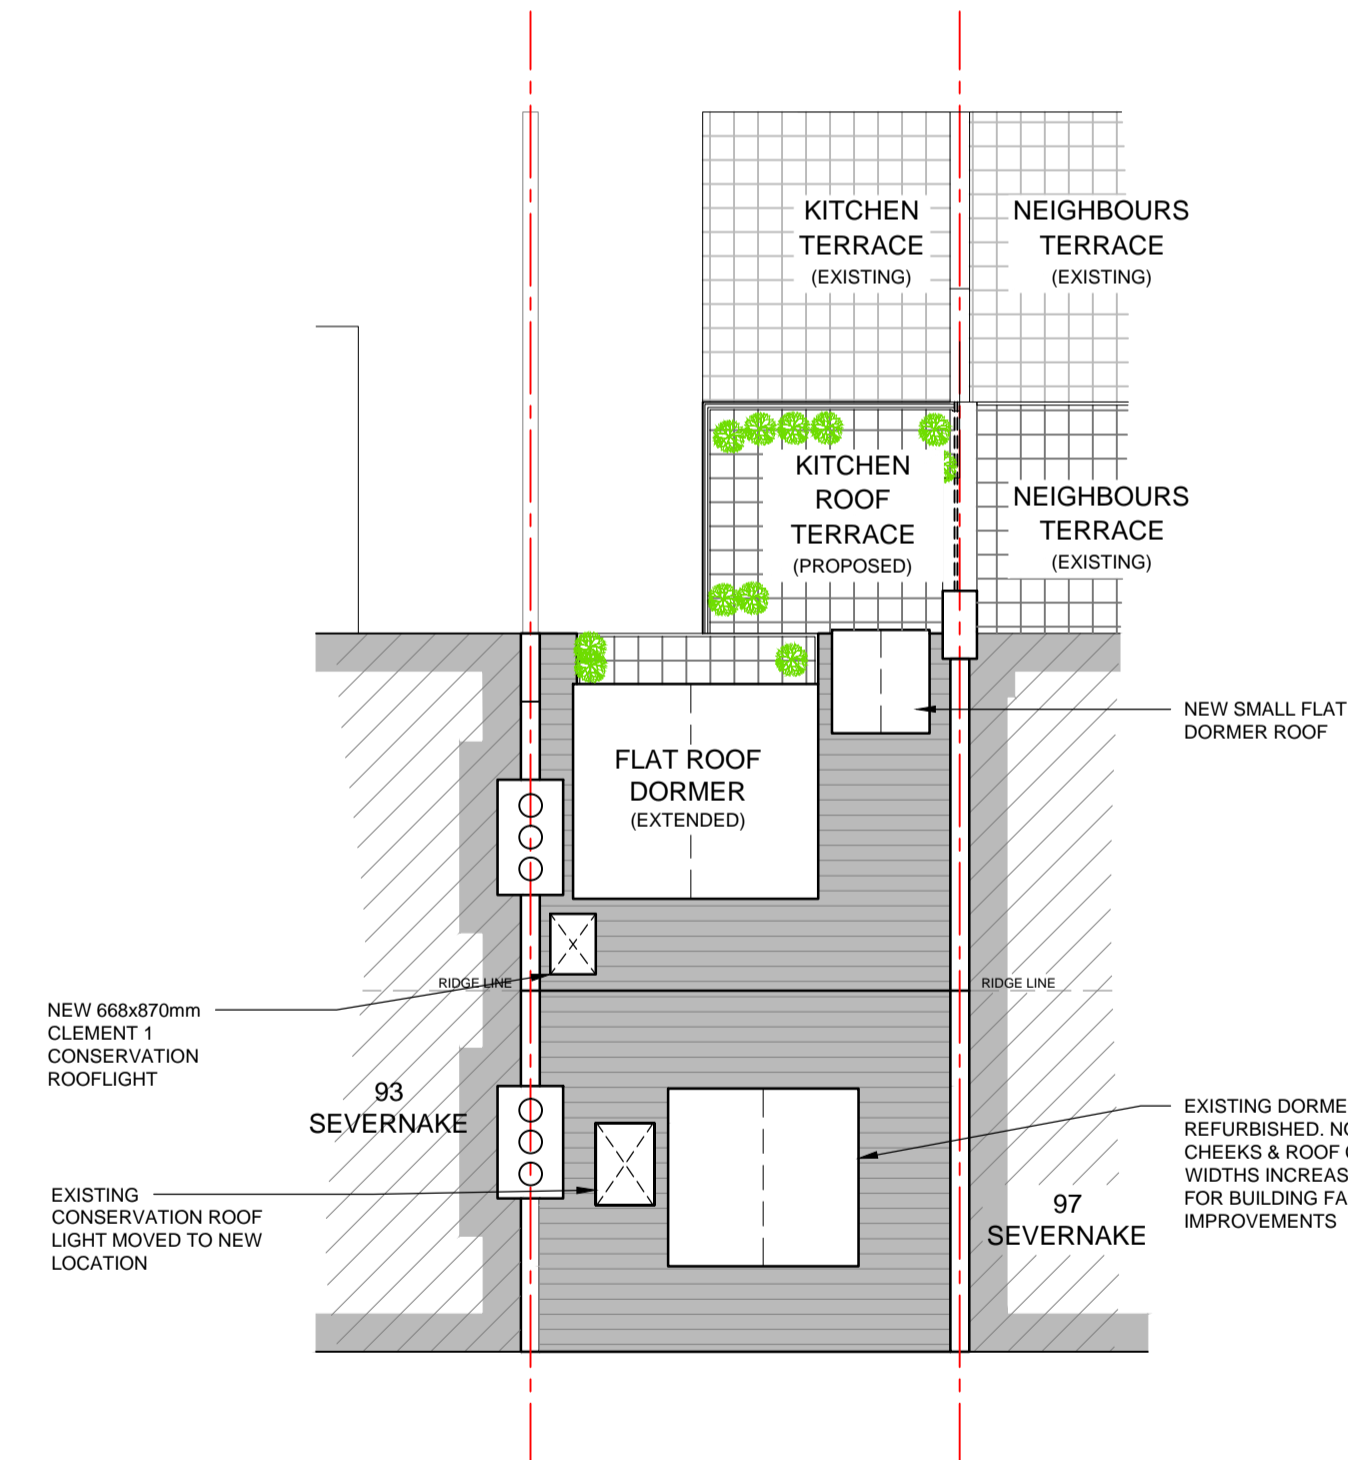 KITCHEN
TERRACE
(EXISTING)
NEIGHBOURS
TERRACE
(EXISTING)
KITCHEN
ROOF
TERRACE
(PROPOSED)
NEIGHBOURS
TERRACE
(EXISTING)
NEW SMALL FLAT
DORMER ROOF
FLAT ROOF
DORMER
(EXTENDED)
RIDGE LINE
RIDGE LINE
NEW 668x870mm
CLEMENT 1
CONSERVATION
ROOFLIGHT
93
SEVERNAKE
EXISTING
CONSERVATION ROOF
LIGHT MOVED TO NEW
LOCATION
EXISTING DORME
REFURBISHED. NO
CHEEKS & ROOF
WIDTHS INCREAS
FOR BUILDING FA
IMPROVEMENTS
97
SEVERNAKE